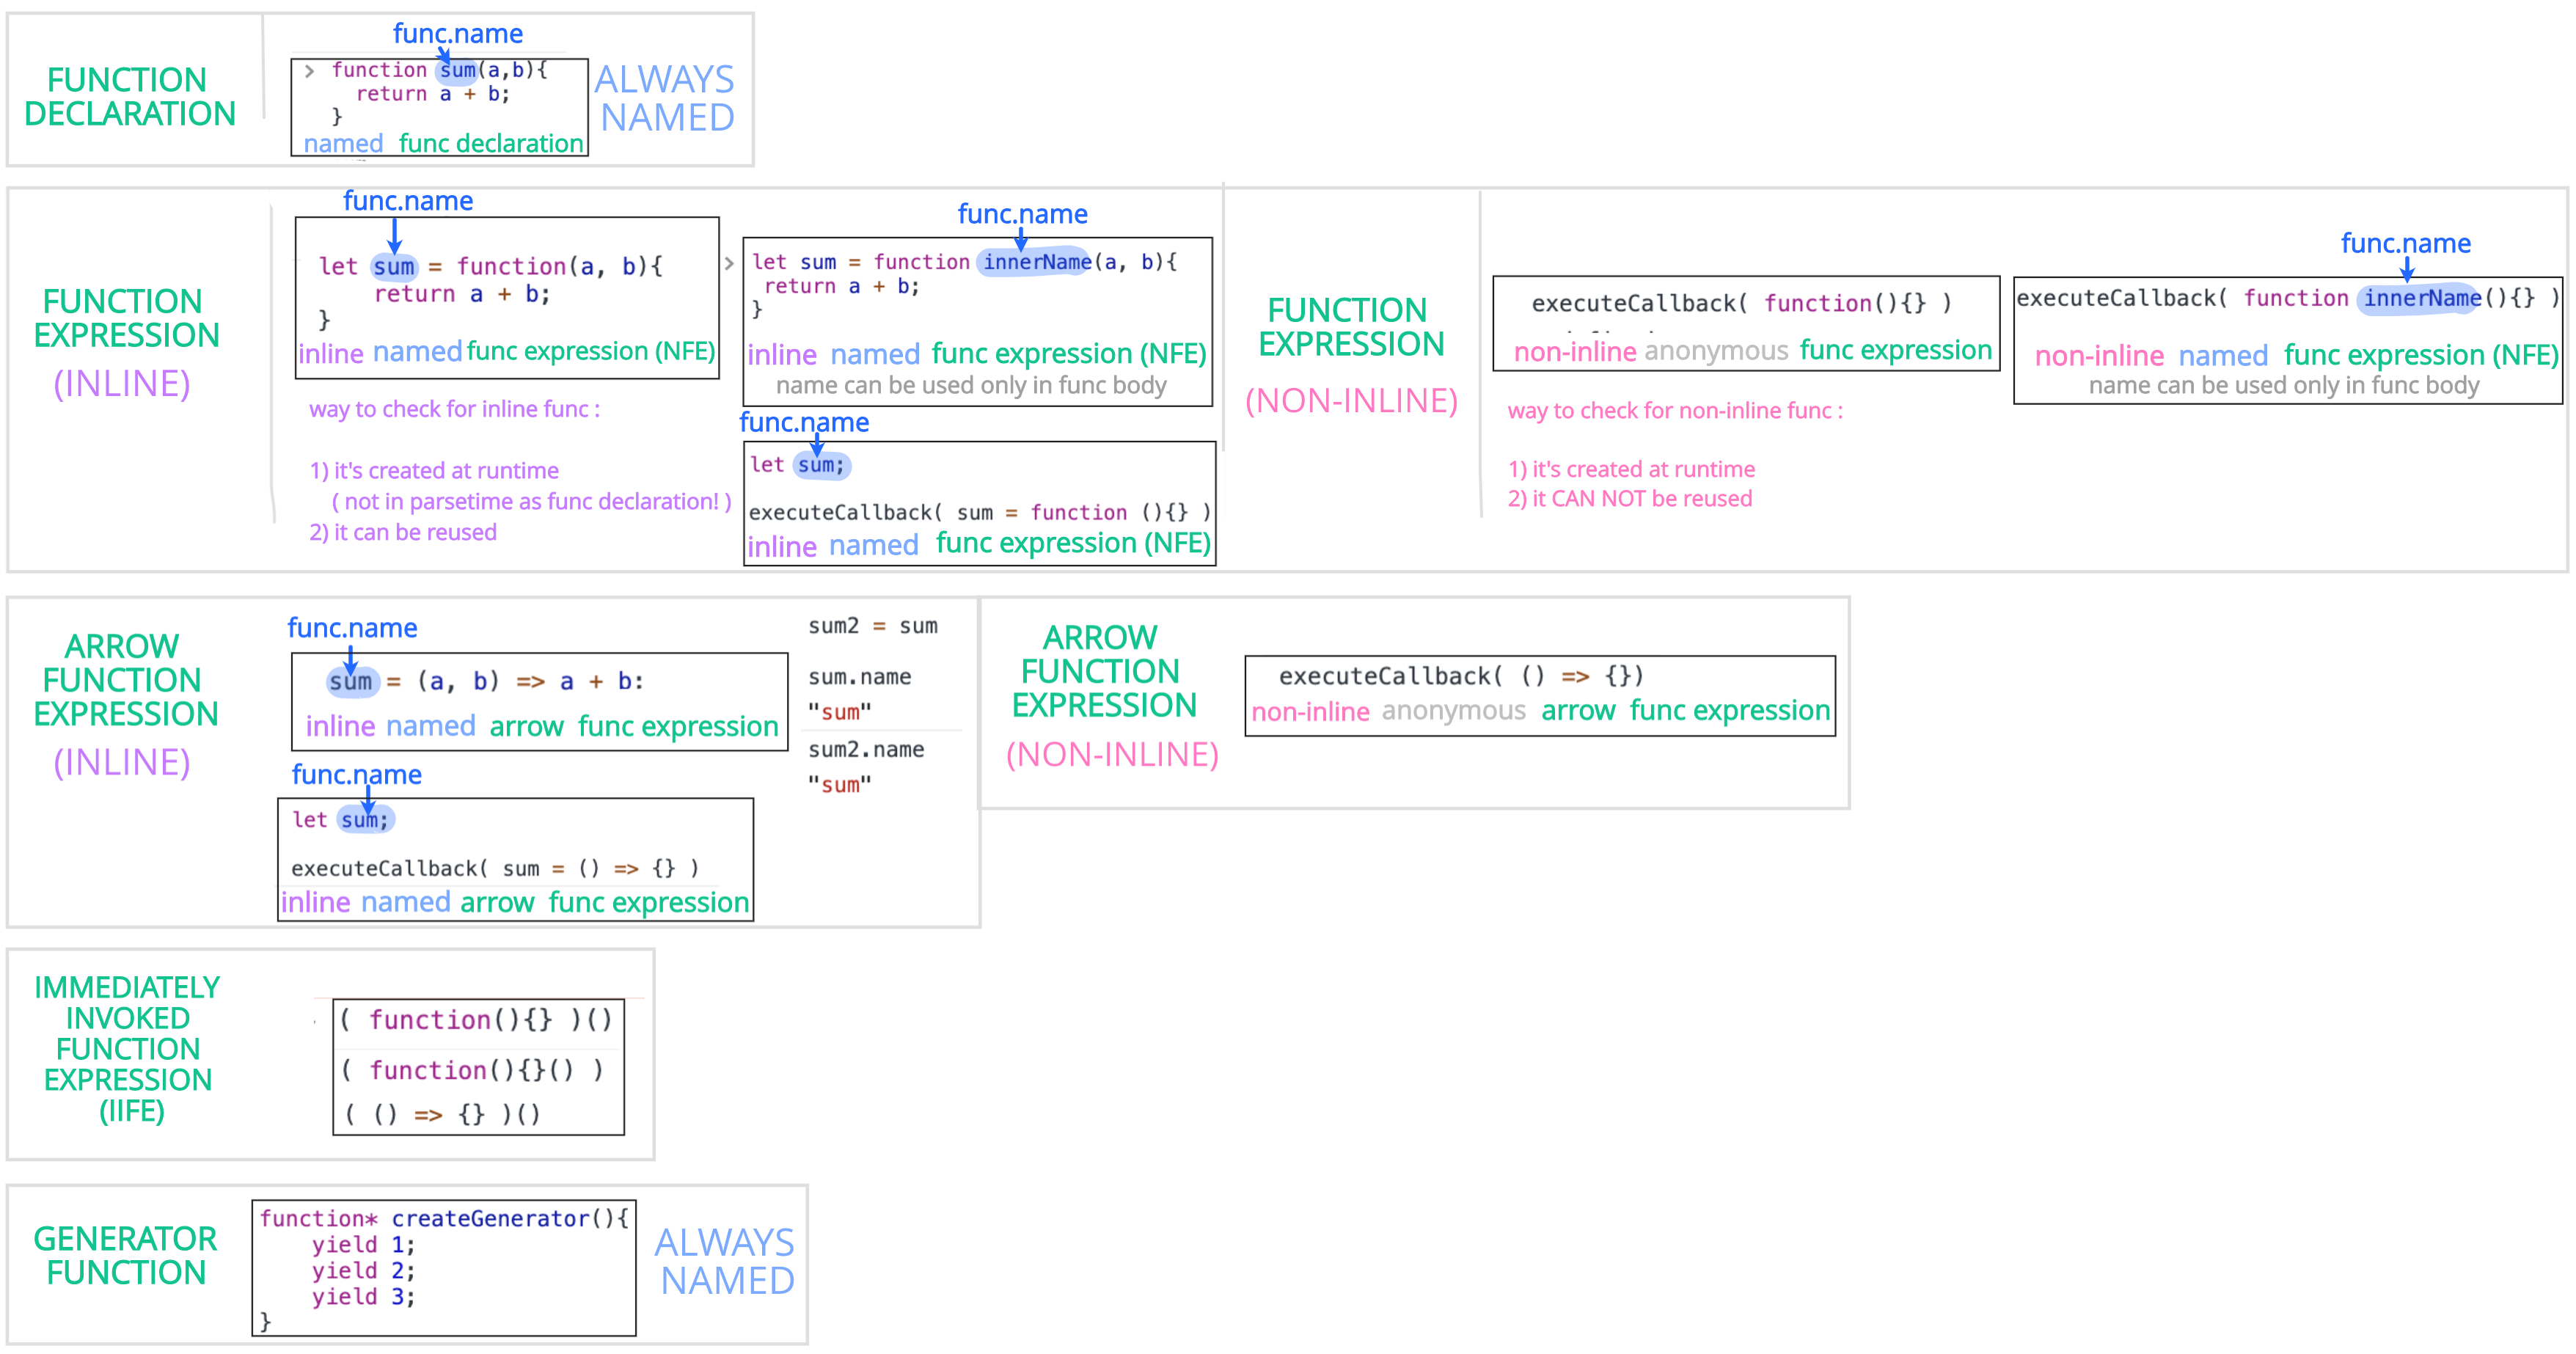 FUNCTION
DECLARATION
func.name
> function sum(a,b){
return a + b;
}
named func declaration
ALWAYS
NAMED
FUNCTION
EXPRESSION
(INLINE)
func.name
let sum = function(a, b){
return a + b;
}
inline named func expression (NFE)
way to check for inline func :
1) it's created at runtime
( not in parsetime as func declaration! )
2) it can be reused
func.name
> let sum = function innerName(a, b){
return a + b;
}
inline named func expression (NFE)
name can be used only in func body
func.name
let sum;
executeCallback( sum = function (){} )
inline named func expression (NFE)
FUNCTION
EXPRESSION
(NON-INLINE)
executeCallback( function(){} )
non-inline anonymous func expression
way to check for non-inline func :
1) it's created at runtime
2) it CAN NOT be reused
func.name
executeCallback( function innerName(){} )
non-inline named func expression (NFE)
name can be used only in func body
ARROW
FUNCTION
EXPRESSION
(INLINE)
func.name
sum = (a, b) => a + b:
inline named arrow func expression
func.name
let sum;
executeCallback( sum = () => {} )
inline named arrow func expression
sum2 = sum
sum.name
"sum"
sum2.name
"sum"
ARROW
FUNCTION
EXPRESSION
(NON-INLINE)
executeCallback( () => {})
non-inline anonymous arrow func expression
IMMEDIATELY
INVOKED
FUNCTION
EXPRESSION
(IIFE)
( function(){} )()
( function(){}() )
( () => {} )()
GENERATOR
FUNCTION
function* createGenerator(){
yield 1;
yield 2;
yield 3;
}
ALWAYS
NAMED